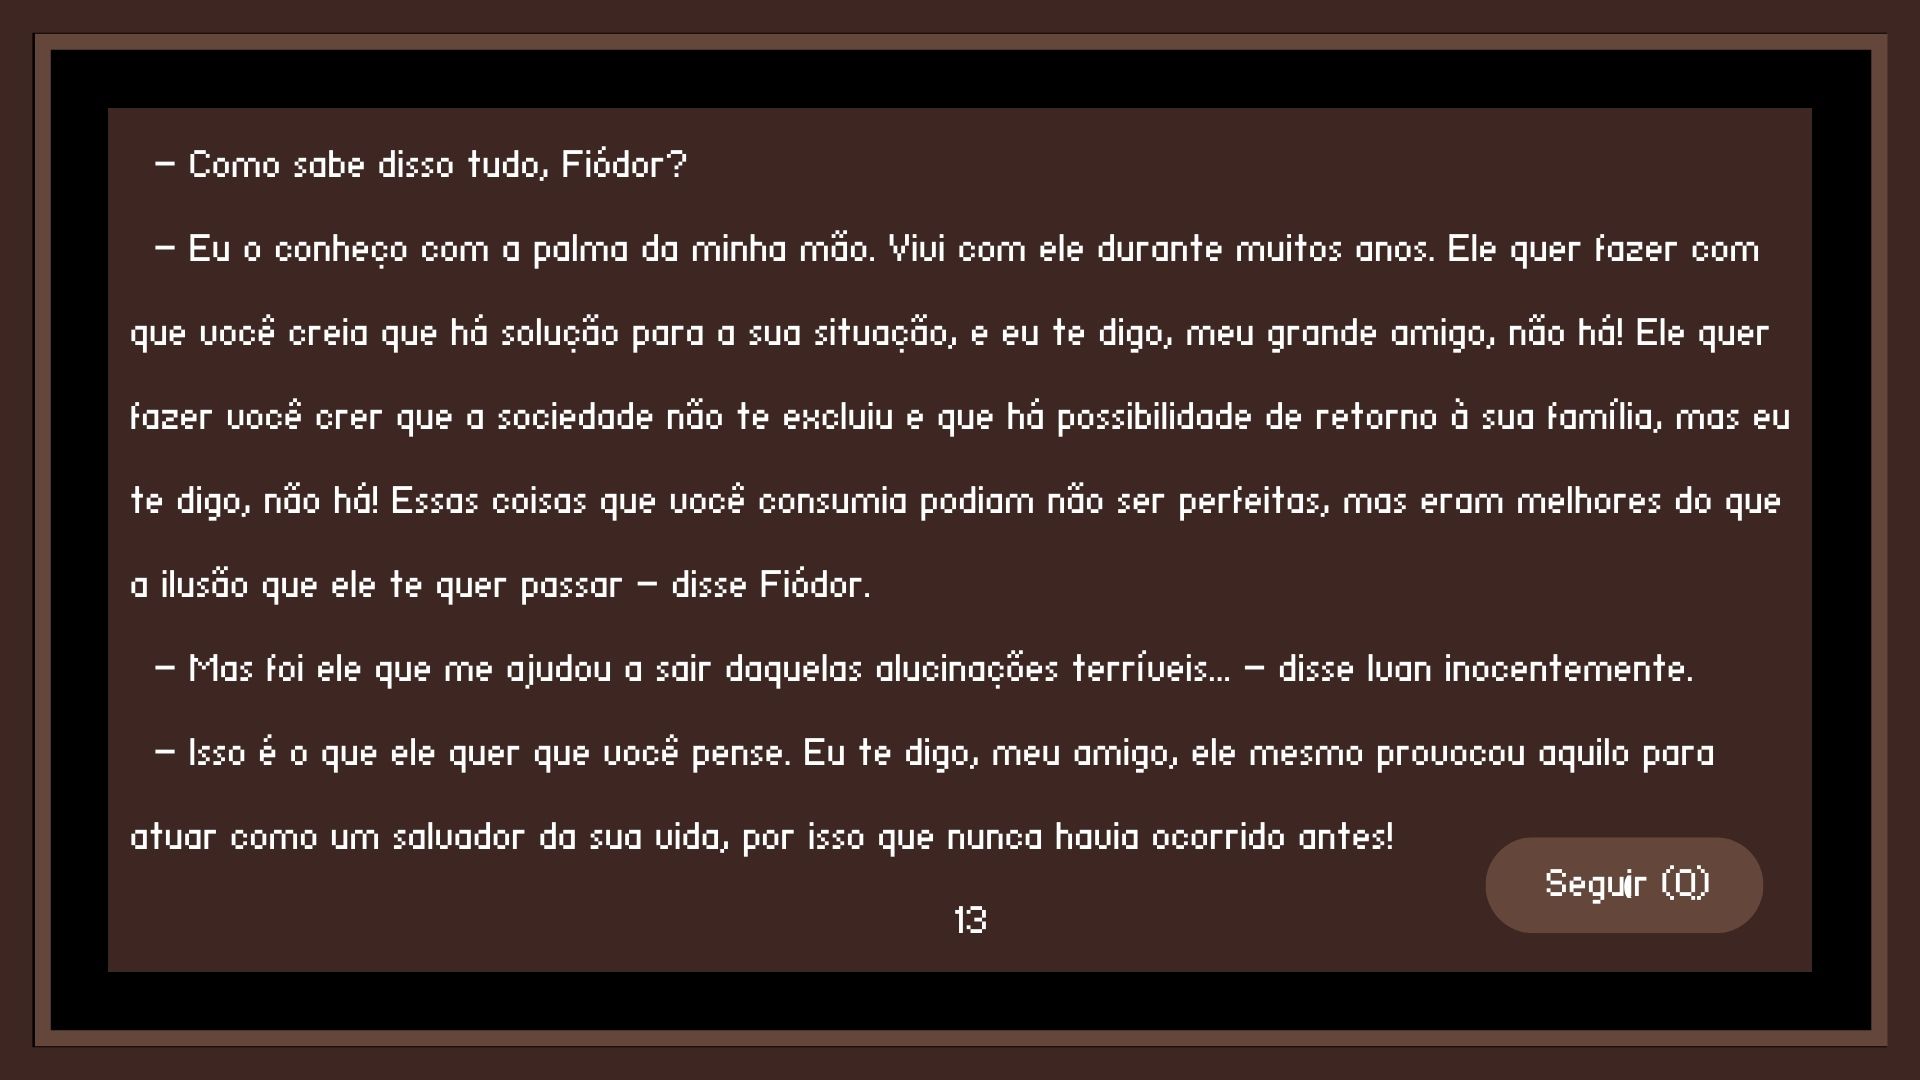 – Como sabe disso tudo, Fiódor?
– Eu o conheço com a palma da minha mão. Vivi com ele durante muitos anos. Ele quer fazer com
que você creia que há solução para a sua situação, e eu te digo, meu grande amigo, não há! Ele quer
fazer você crer que a sociedade não te excluiu e que há possibilidade de retorno à sua família, mas eu
te digo, não há! Essas coisas que você consumia podiam não ser perfeitas, mas eram melhores do que
a ilusão que ele te quer passar – disse Fiódor.
– Mas foi ele que me ajudou a sair daquelas alucinações terríveis... – disse Ivan inocentemente.
– Isso é o que ele quer que você pense. Eu te digo, meu amigo, ele mesmo provocou aquilo para
atuar como um salvador da sua vida, por isso que nunca havia ocorrido antes!
Seguir (Q)
13